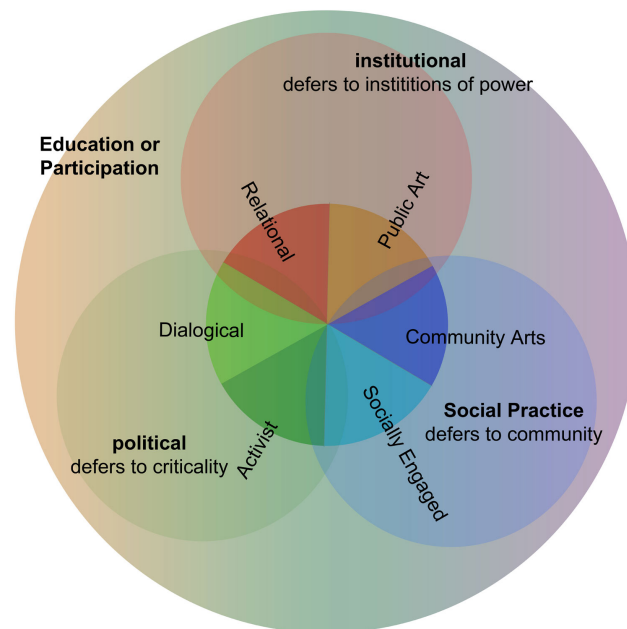 institutional
defers to instititions of power
Education or
Participation
Relational
Public Art
Dialogical
Community Arts
Social Practice
defers to community
political
defers to criticality
Activist
Socially Engaged